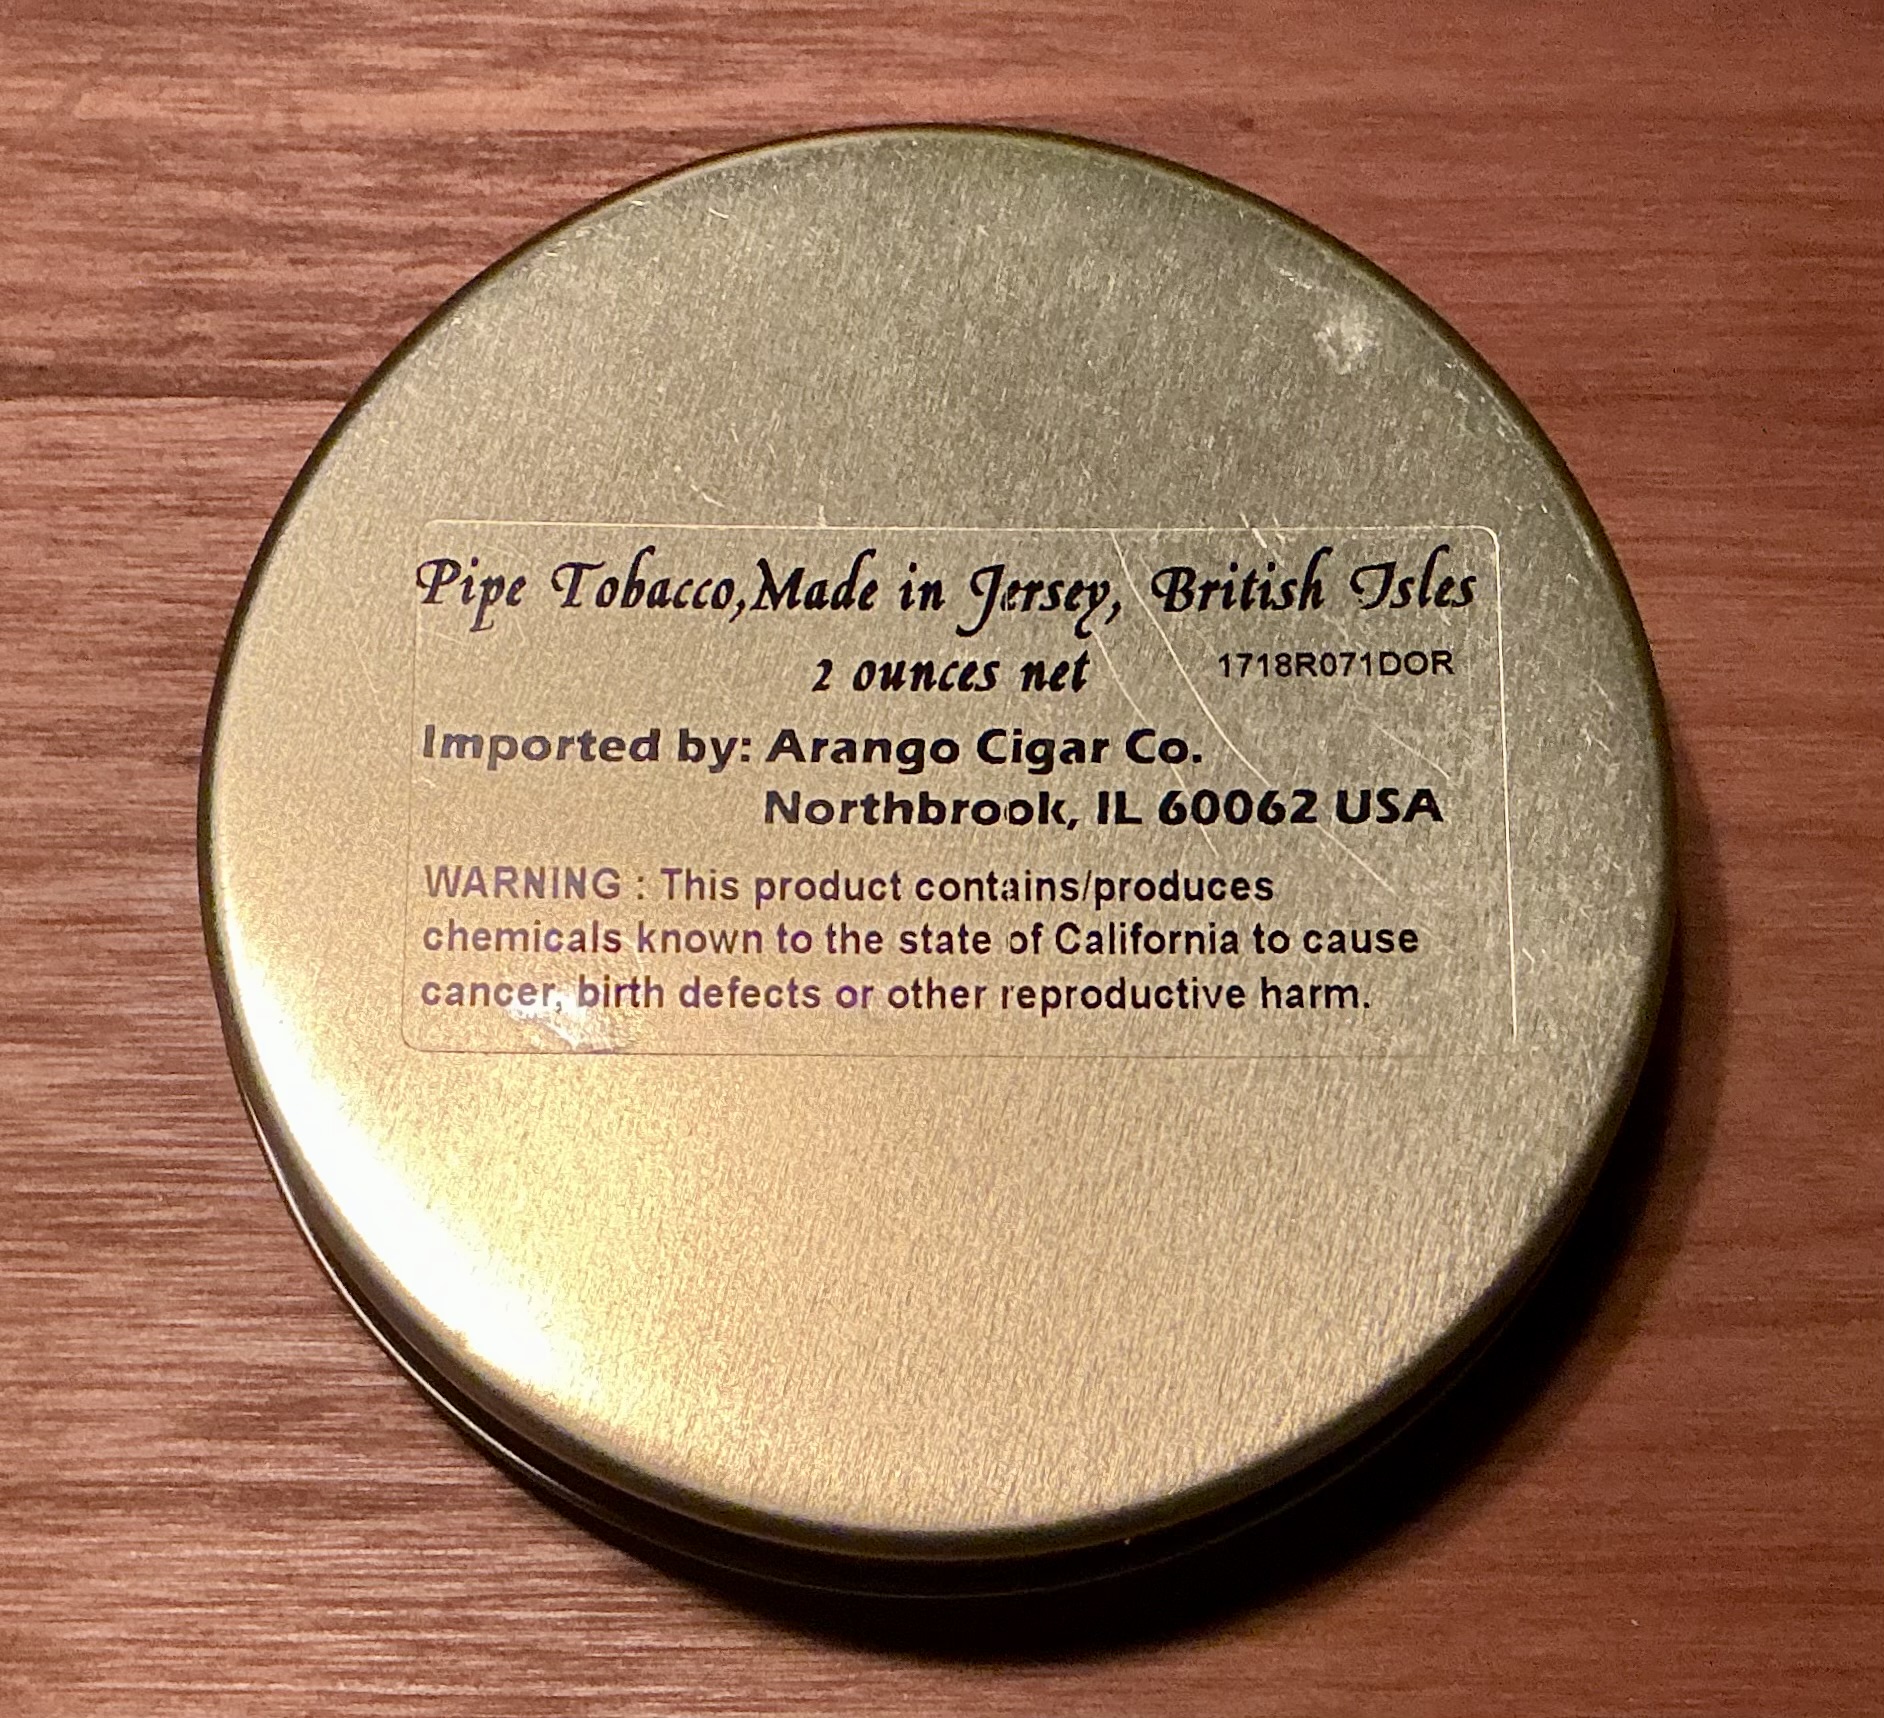 Pipe Tobacco,Made in Jersey, British Isles
2 ounces net 1718R071DOR
Imported by: Arango Cigar Co.
Northbrook, IL 60062 USA
WARNING : This product contains/produces
chemicals known to the state of California to cause
cancer, birth defects or other reproductive harm.